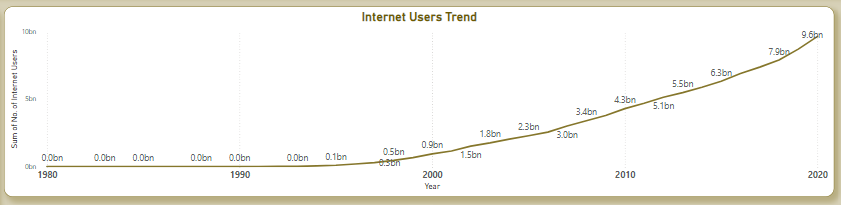 Internet Users Trend
10bn
5bn
0bn
Sum of No. of Internet Users
0.0bn 0.0bn 0.0bn 0.0bn 0.0bn 0.0bn 0.1bn 0.3bn 0.5bn 0.9bn 1.5bn 1.8bn 2.3bn 3.0bn 3.4bn 4.3bn 5.1bn 5.5bn 6.3bn 7.9bn 9.6bn
1980 1990 2000 2010 2020
Year